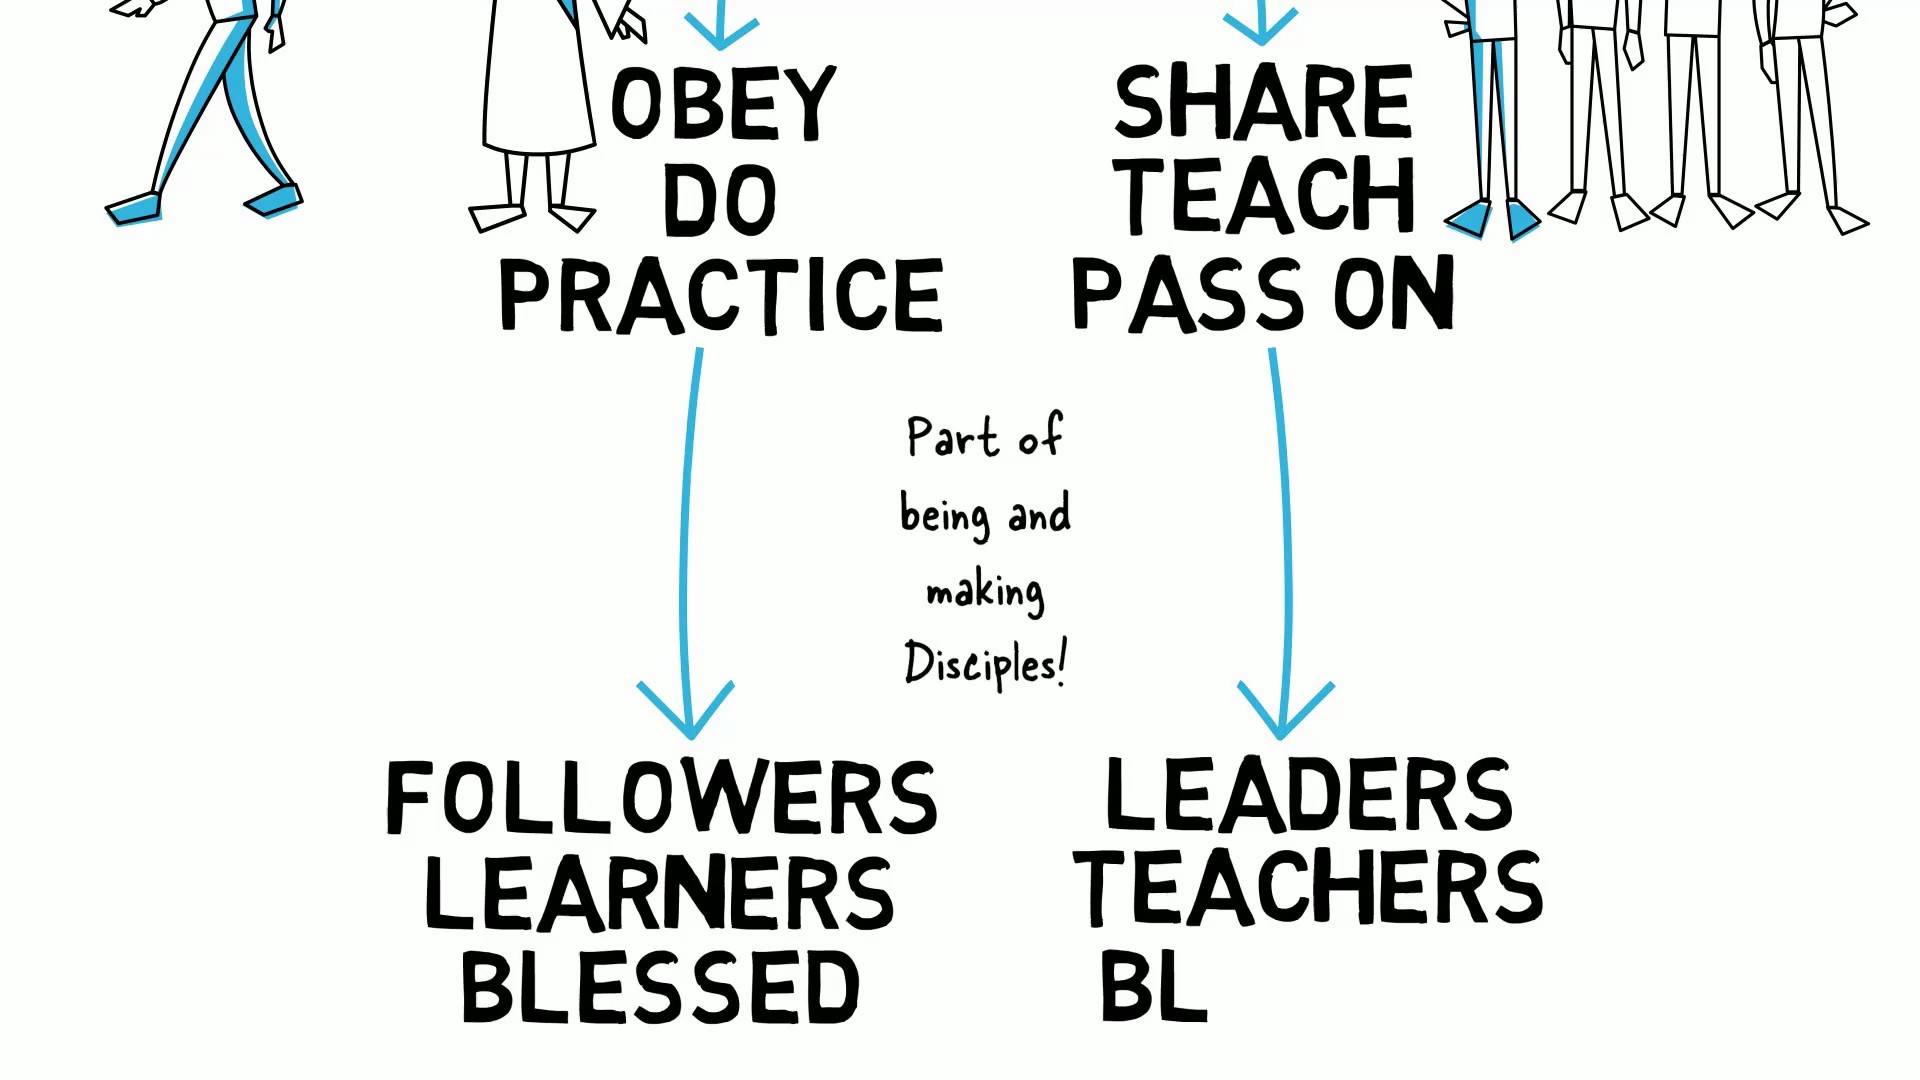 OBEY
DO
PRACTICE
SHARE
TEACH
PASS ON
Part of
being and
making
Disciples!
FOLLOWERS
LEARNERS
BLESSED
LEADERS
TEACHERS
BL